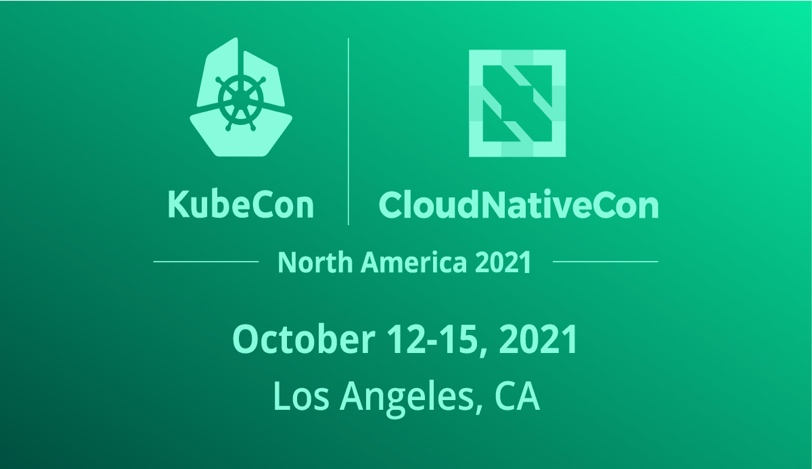 KubeCon
CloudNativeCon
North America 2021
October 12-15, 2021
Los Angeles, CA